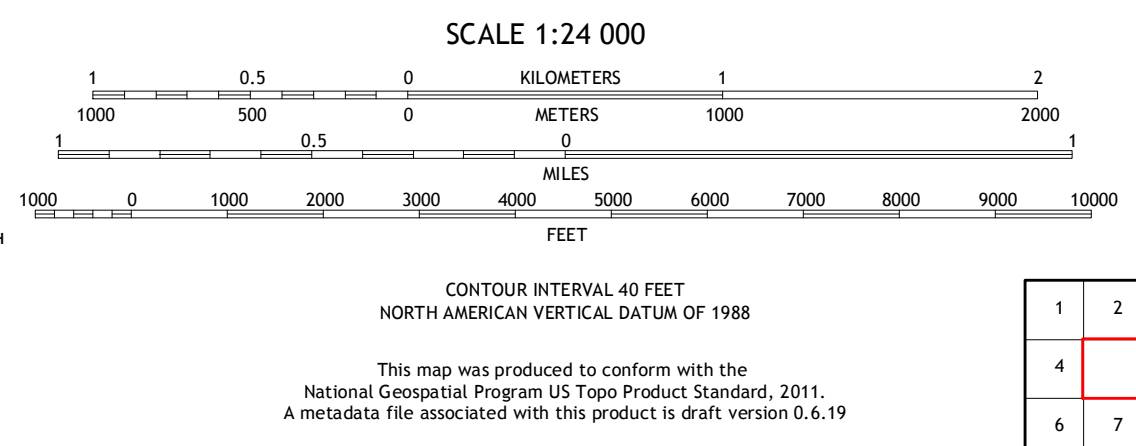 SCALE 1:24 000
1 0.5 0 KILOMETERS 1 2
1000 500 0 METERS 1000 2000
1 0.5 0 1
MILES
1000 0 1000 2000 3000 4000 5000 6000 7000 8000 9000 10000
FEET
CONTOUR INTERVAL 40 FEET
NORTH AMERICAN VERTICAL DATUM OF 1988
This map was produced to conform with the
National Geospatial Program US Topo Product Standard, 2011.
A metadata file associated with this product is draft version 0.6.19
1 2
4
6 7